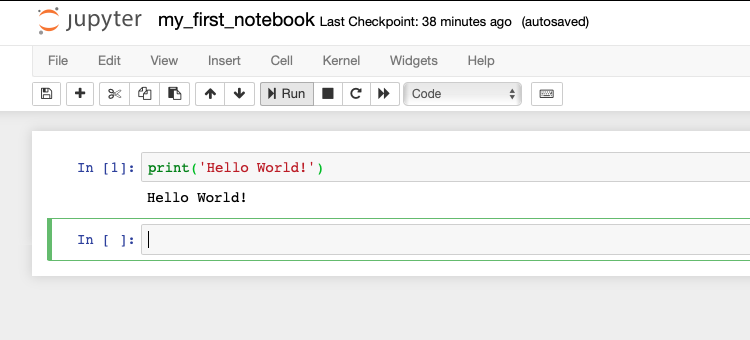 jupyter my_first_notebook Last Checkpoint: 38 minutes ago (autosaved)
File Edit View Insert Cell Kernel Widgets Help
Run Code
In [1]: print('Hello World!')
Hello World!
In [ ]: